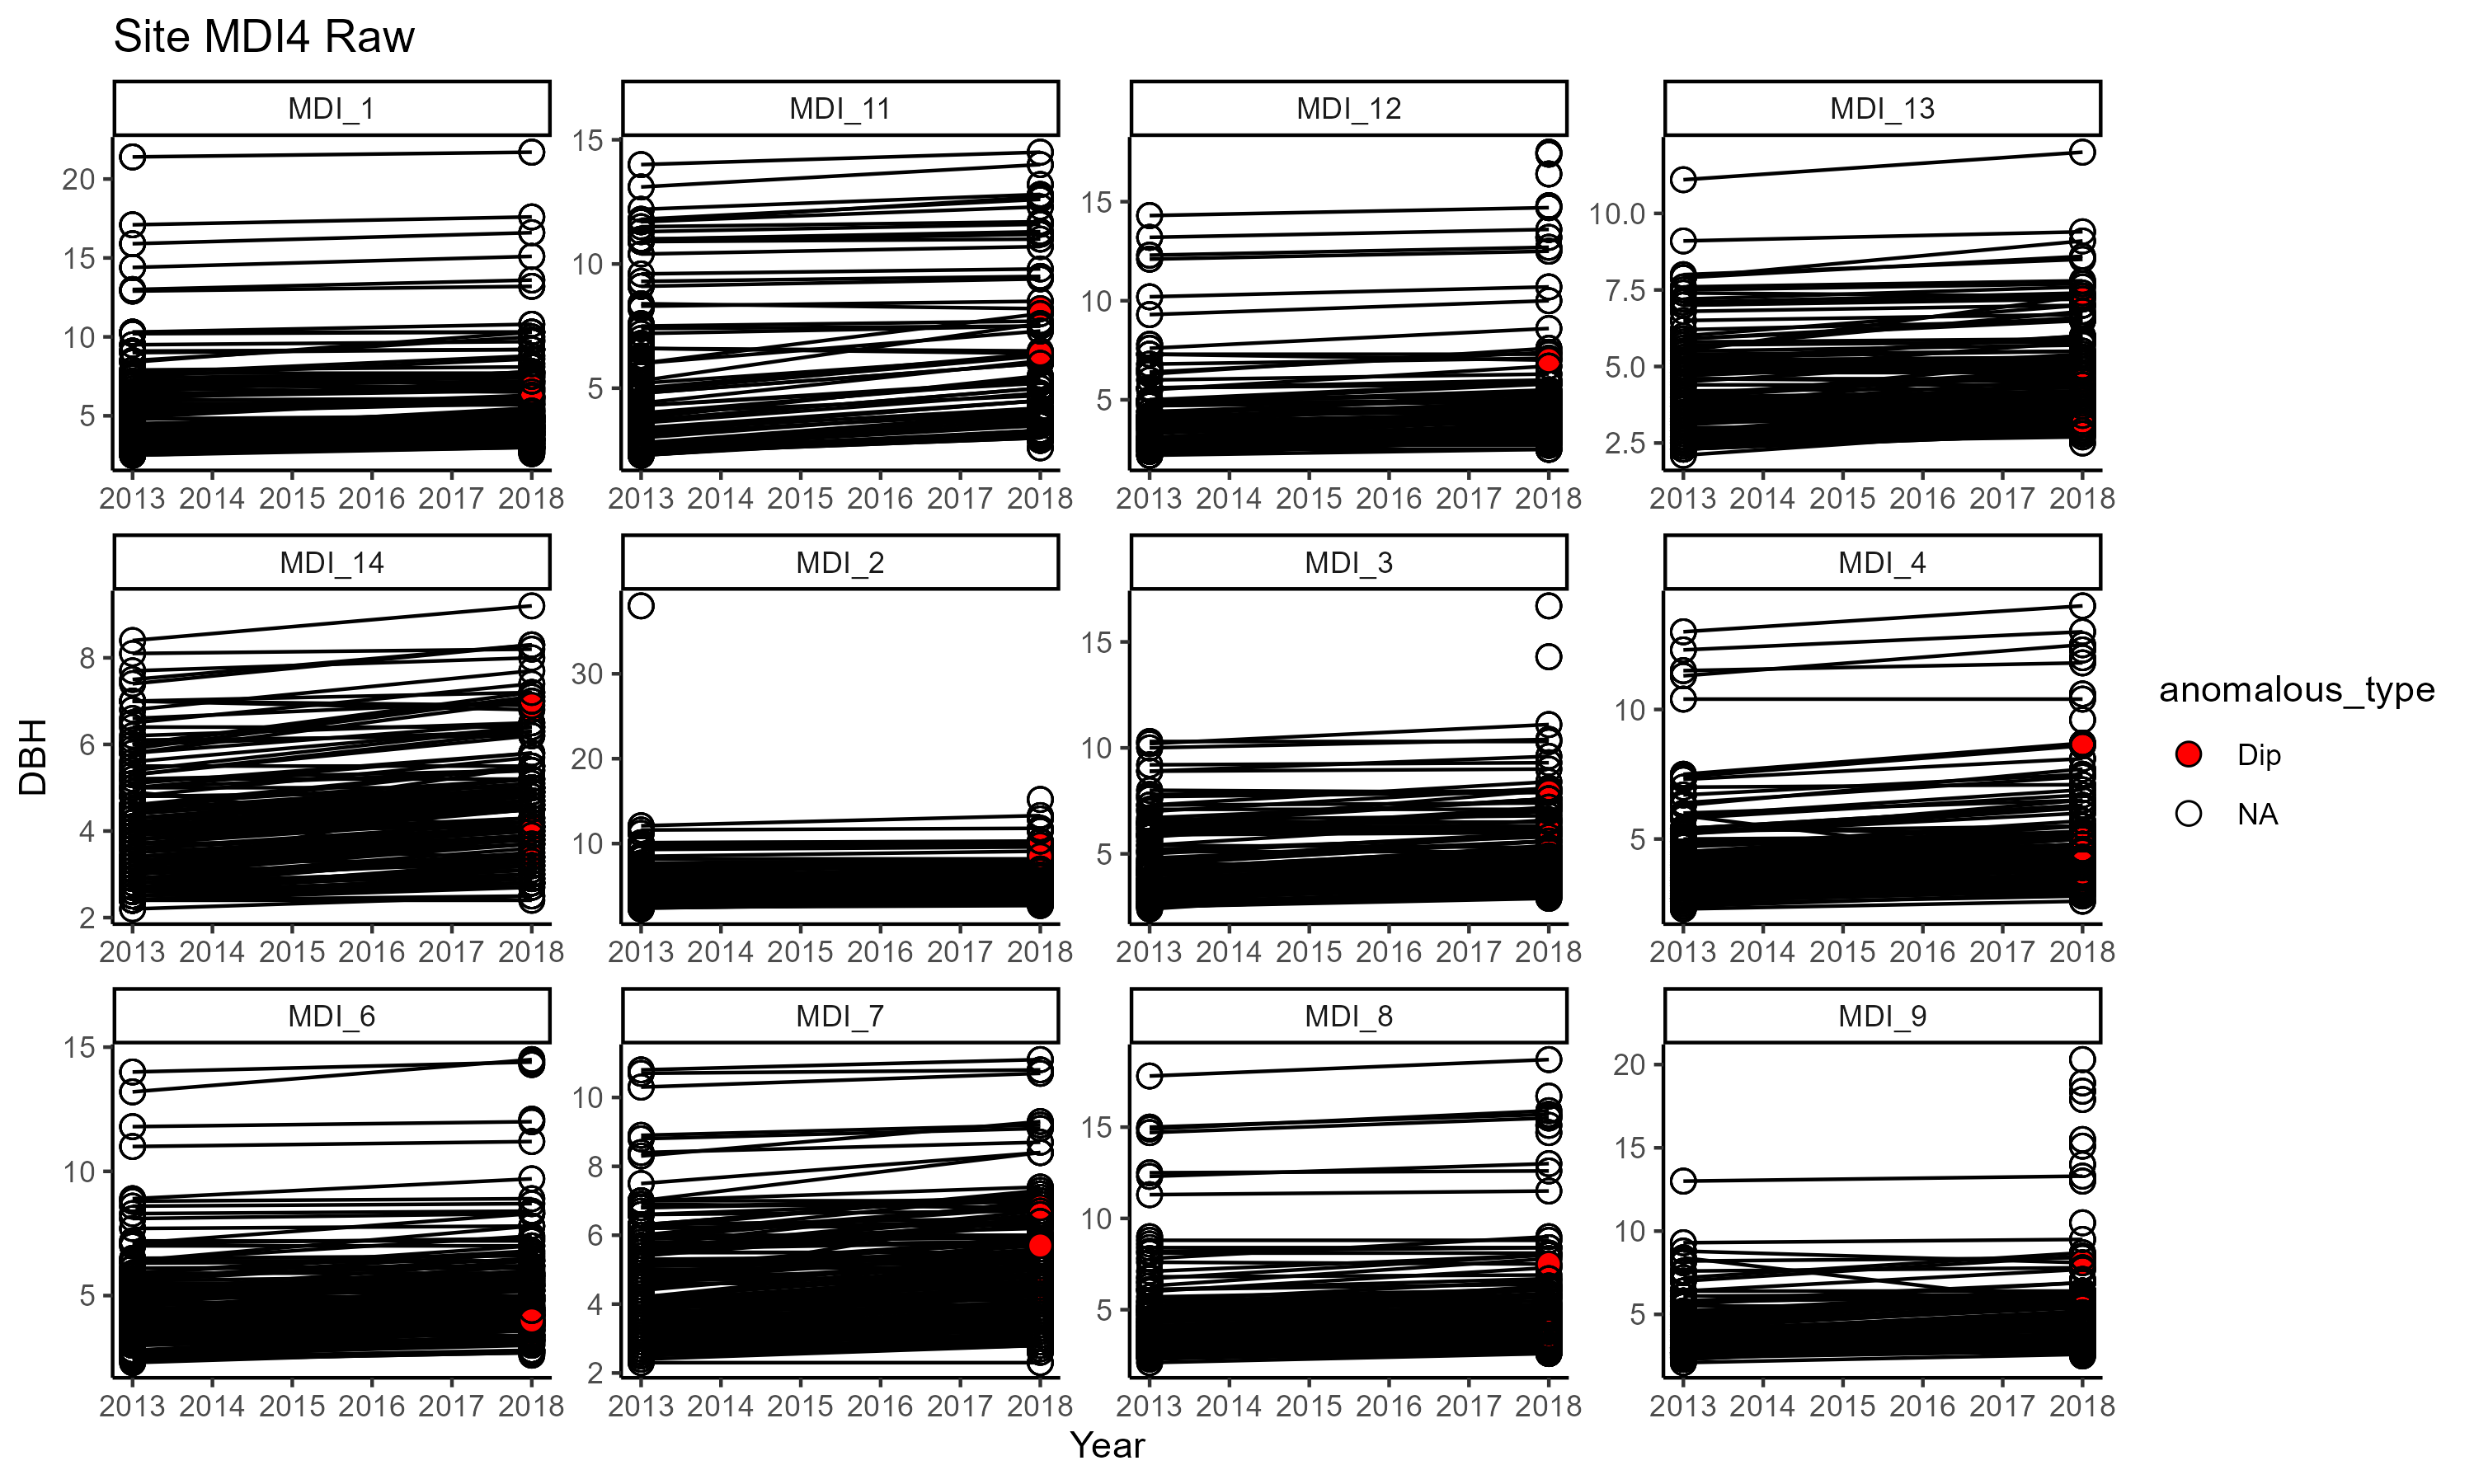 Site MDI4 Raw
MDI_1 MDI_11 MDI_12 MDI_13
20 15 10 5
15 10 5
15 10 5
10.0 7.5 5.0 2.5
2013 2014 2015 2016 2017 2018 2013 2014 2015 2016 2017 2018 2013 2014 2015 2016 2017 2018 2013 2014 2015 2016 2017 2018
MDI_14 MDI_2 MDI_3 MDI_4
8 6 4 2
30 20 10
15 10 5
10 5
2013 2014 2015 2016 2017 2018 2013 2014 2015 2016 2017 2018 2013 2014 2015 2016 2017 2018 2013 2014 2015 2016 2017 2018
MDI_6 MDI_7 MDI_8 MDI_9
15 10 5
10 8 6 4 2
15 10 5
20 15 10 5
2013 2014 2015 2016 2017 2018 2013 2014 2015 2016 2017 2018 2013 2014 2015 2016 2017 2018 2013 2014 2015 2016 2017 2018
DBH
Year
anomalous_type
Dip
NA